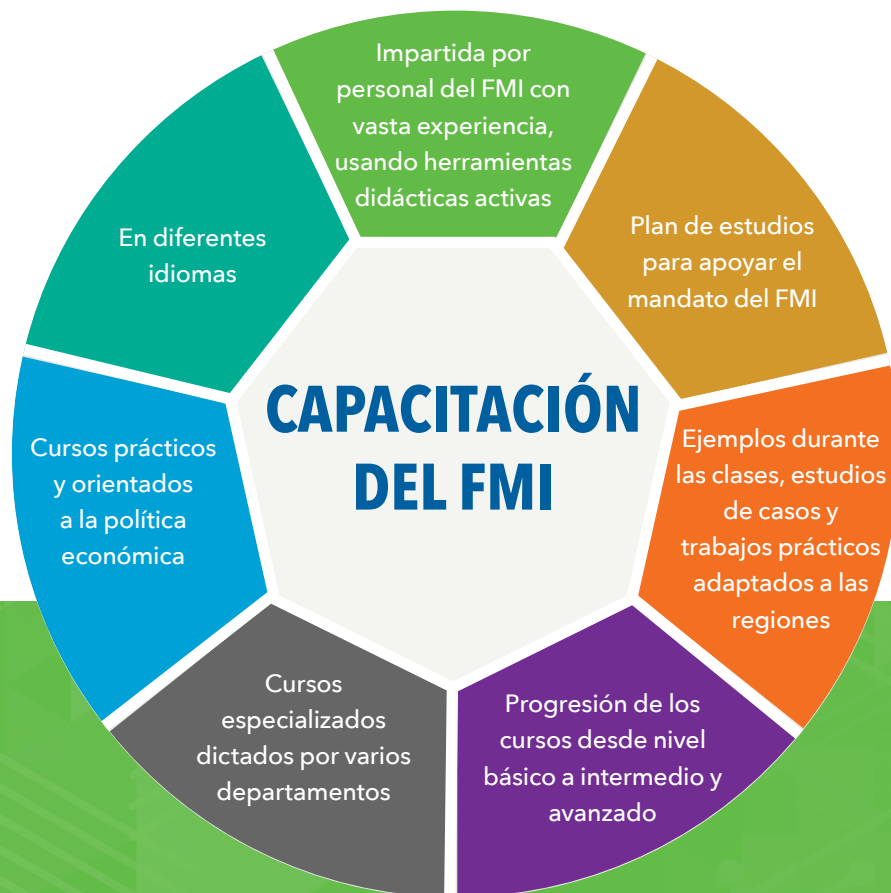 Impartida por
personal del FMI con
vasta experiencia,
usando herramientas
didácticas activas
Plan de estudios
para apoyar el
mandato del FMI
Ejemplos durante
las clases, estudios
de casos y
trabajos prácticos
adaptados a las
regiones
Progresión de los
cursos desde nivel
básico a intermedio y
avanzado
Cursos
especializados
dictados por varios
departamentos
Cursos prácticos
y orientados
a la política
económica
En diferentes
idiomas
CAPACITACIÓN
DEL FMI